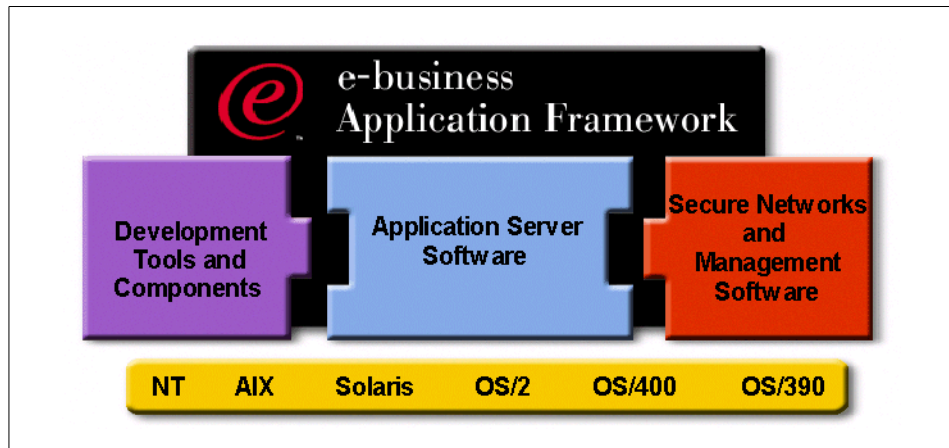 e
TM
e-business
Application Framework
Development
Tools and
Components
Application Server
Software
Secure Networks
and
Management
Software
NT AIX Solaris OS/2 OS/400 OS/390